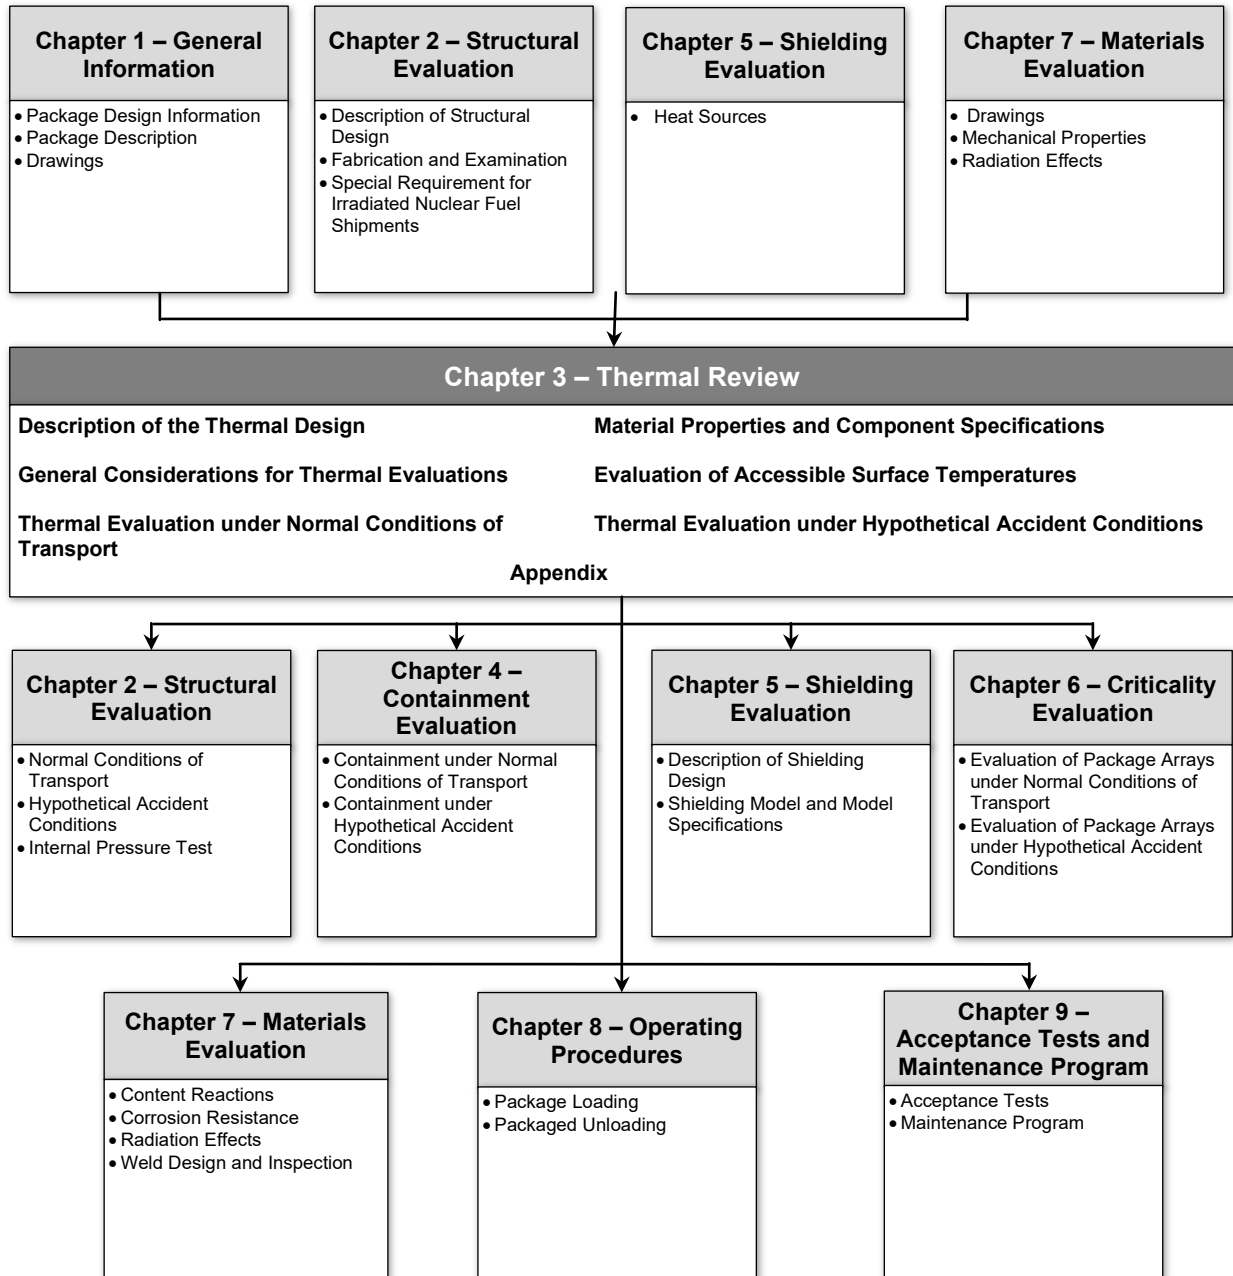 Chapter 1 – General
Information
• Package Design Information
• Package Description
• Drawings
Chapter 2 – Structural
Evaluation
• Description of Structural
Design
• Fabrication and Examination
• Special Requirement for
Irradiated Nuclear Fuel
Shipments
Chapter 5 – Shielding
Evaluation
• Heat Sources
Chapter 7 – Materials
Evaluation
• Drawings
• Mechanical Properties
• Radiation Effects
Chapter 3 – Thermal Review
Description of the Thermal Design
Material Properties and Component Specifications
General Considerations for Thermal Evaluations
Evaluation of Accessible Surface Temperatures
Thermal Evaluation under Normal Conditions of
Transport
Thermal Evaluation under Hypothetical Accident Conditions
Appendix
Chapter 2 – Structural
Evaluation
• Normal Conditions of
Transport
• Hypothetical Accident
Conditions
• Internal Pressure Test
Chapter 4 –
Containment
Evaluation
• Containment under Normal
Conditions of Transport
• Containment under
Hypothetical Accident
Conditions
Chapter 5 – Shielding
Evaluation
• Description of Shielding
Design
• Shielding Model and Model
Specifications
Chapter 6 – Criticality
Evaluation
• Evaluation of Package Arrays
under Normal Conditions of
Transport
• Evaluation of Package Arrays
under Hypothetical Accident
Conditions
Chapter 7 – Materials
Evaluation
• Content Reactions
• Corrosion Resistance
• Radiation Effects
• Weld Design and Inspection
Chapter 8 – Operating
Procedures
• Package Loading
• Packaged Unloading
Chapter 9 –
Acceptance Tests and
Maintenance Program
• Acceptance Tests
• Maintenance Program